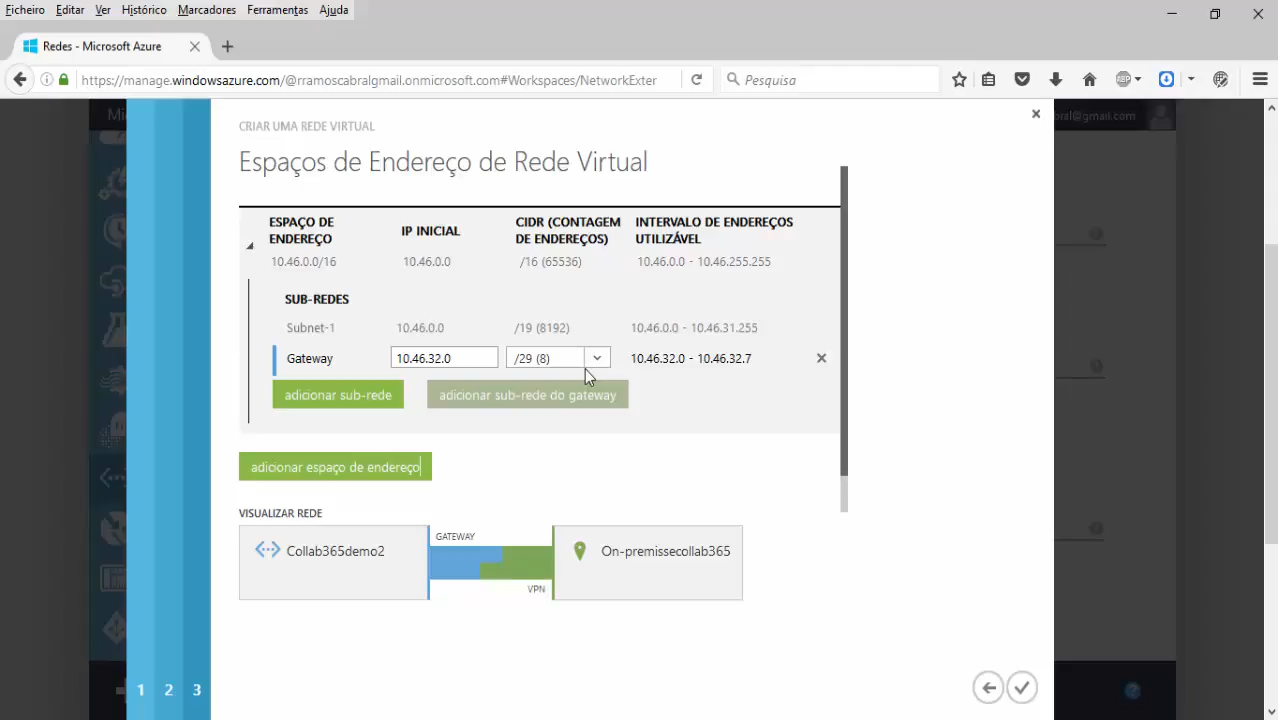 Ficheiro Editar Ver Histórico Marcadores Ferramentas Ajuda
Redes - Microsoft Azure
https://manage.windowsazure.com/@rramoscabralgmail.onmicrosoft.com#Workspaces/NetworkExter
Pesquisa
ABP
Mi
bral@gmail.com
CRIAR UMA REDE VIRTUAL
Espaços de Endereço de Rede Virtual
ESPAÇO DE ENDEREÇO
IP INICIAL
CIDR (CONTAGEM DE ENDEREÇOS)
INTERVALO DE ENDEREÇOS UTILIZÁVEL
10.46.0.0/16 10.46.0.0 /16 (65536) 10.46.0.0 - 10.46.255.255
SUB-REDES
Subnet-1 10.46.0.0 /19 (8192) 10.46.0.0 - 10.46.31.255
Gateway 10.46.32.0 /29 (8) 10.46.32.0 - 10.46.32.7
adicionar sub-rede adicionar sub-rede do gateway
adicionar espaço de endereço
VISUALIZAR REDE
GATEWAY
Collab365demo2 On-premissecollab365
VPN
1 2 3